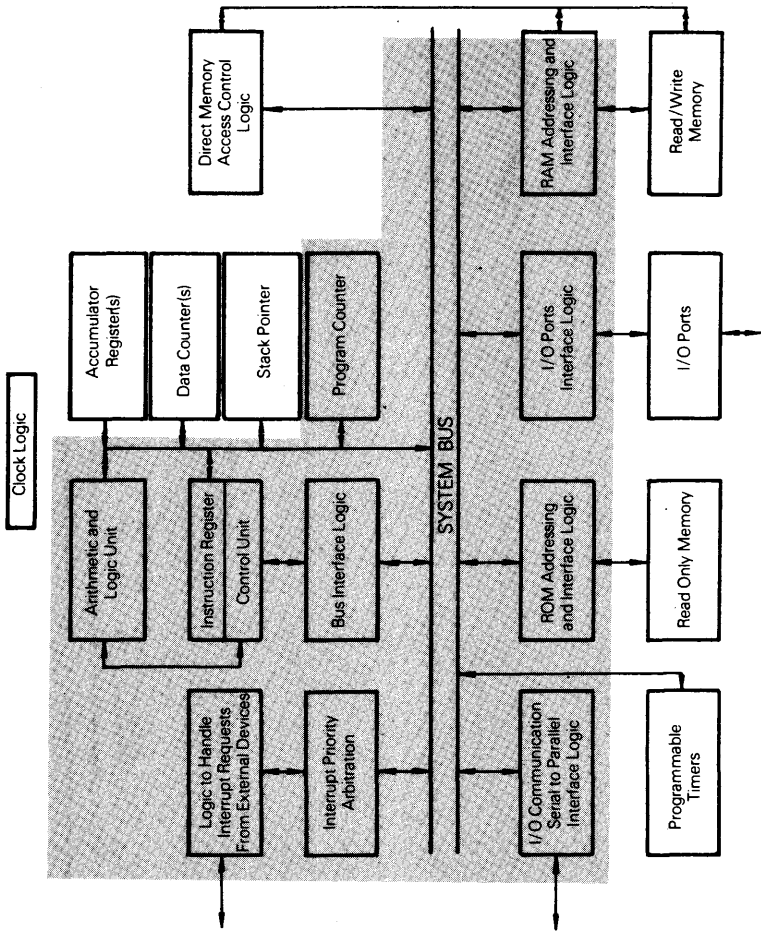 Clock Logic
Arithmetic and
Logic Unit
Accumulator
Register(s)
Data Counter(s)
Stack Pointer
Program Counter
Instruction Register
Control Unit
Bus Interface Logic
Logic to Handle
Interrupt Requests
From External Devices
Interrupt Priority
Arbitration
Direct Memory
Access Control
Logic
SYSTEM BUS
I/O Communication
Serial to Parallel
Interface Logic
ROM Addressing
and Interface Logic
I/O Ports
Interface Logic
RAM Addressing and
Interface Logic
Programmable
Timers
Read Only Memory
I/O Ports
Read/Write
Memory